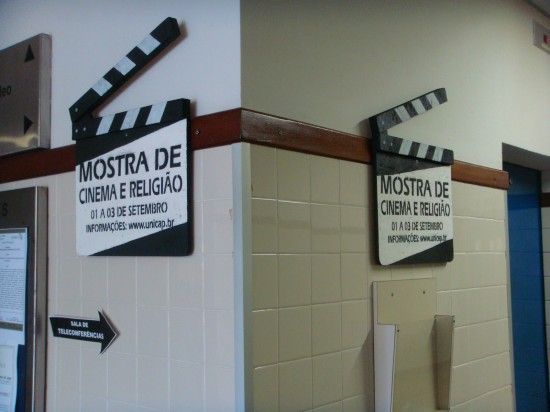 MOSTRA DE
CINEMA E RELIGIÃO
01 A 03 DE SETEMBRO
INFORMAÇÕES: www.unicap.br
SALA DE
TELECONFERÊNCIAS
MOSTRA DE
CINEMA E RELIGIÃO
01 A 03 DE SETEMBRO
INFORMAÇÕES: www.unicap.br